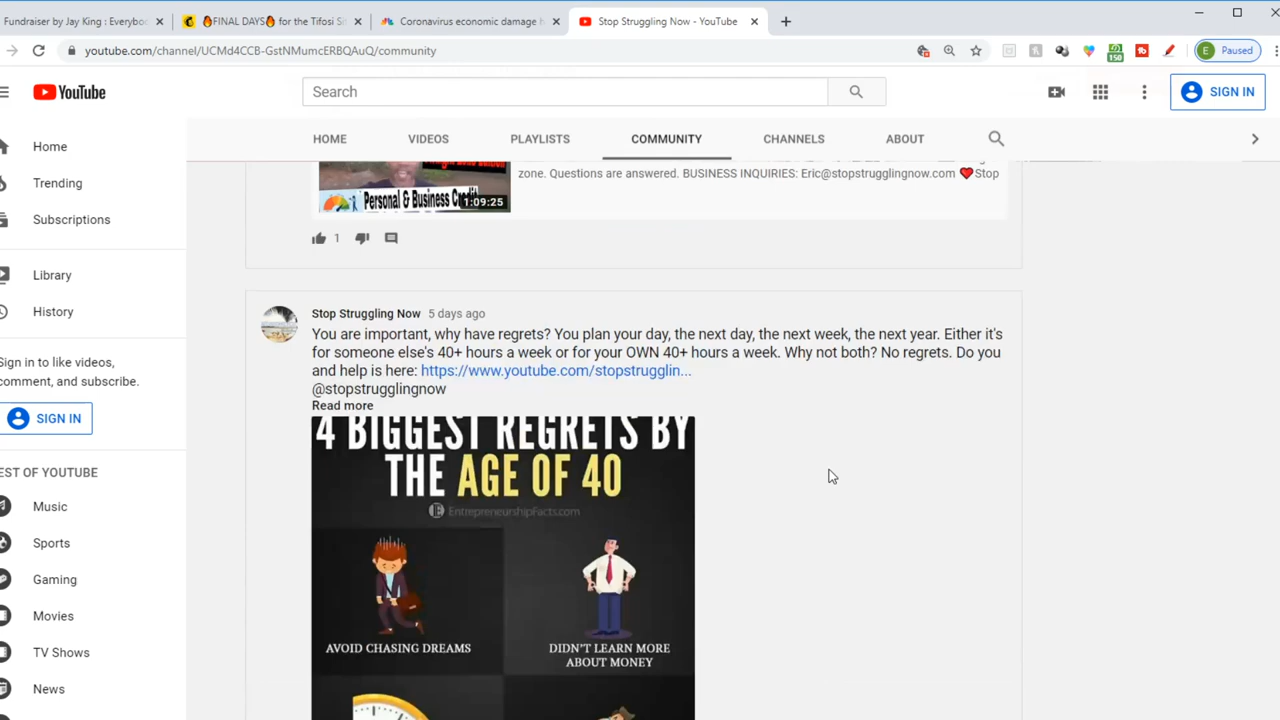 Fundraiser by Jay King : Everybo
🔥FINAL DAYS🔥 for the Tifosi Si
Coronavirus economic damage h
Stop Struggling Now - YouTube
youtube.com/channel/UCMd4CCB-GstNMumcERBQAuQ/community
150
E Paused
YouTube
Search
SIGN IN
HOME
VIDEOS
PLAYLISTS
COMMUNITY
CHANNELS
ABOUT
Home
Trending
Subscriptions
Library
History
Sign in to like videos,
comment, and subscribe.
SIGN IN
EST OF YOUTUBE
Music
Sports
Gaming
Movies
TV Shows
News
Personal & Business Credit
1:09:25
zone. Questions are answered. BUSINESS INQUIRIES: Eric@stopstrugglingnow.com ❤️Stop
1
Stop Struggling Now 5 days ago
You are important, why have regrets? You plan your day, the next day, the next week, the next year. Either it's
for someone else's 40+ hours a week or for your OWN 40+ hours a week. Why not both? No regrets. Do you
and help is here: https://www.youtube.com/stopstrugglin...
@stopstrugglingnow
Read more
4 BIGGEST REGRETS BY
THE AGE OF 40
EntrepreneurshipFacts.com
AVOID CHASING DREAMS
DIDN'T LEARN MORE
ABOUT MONEY